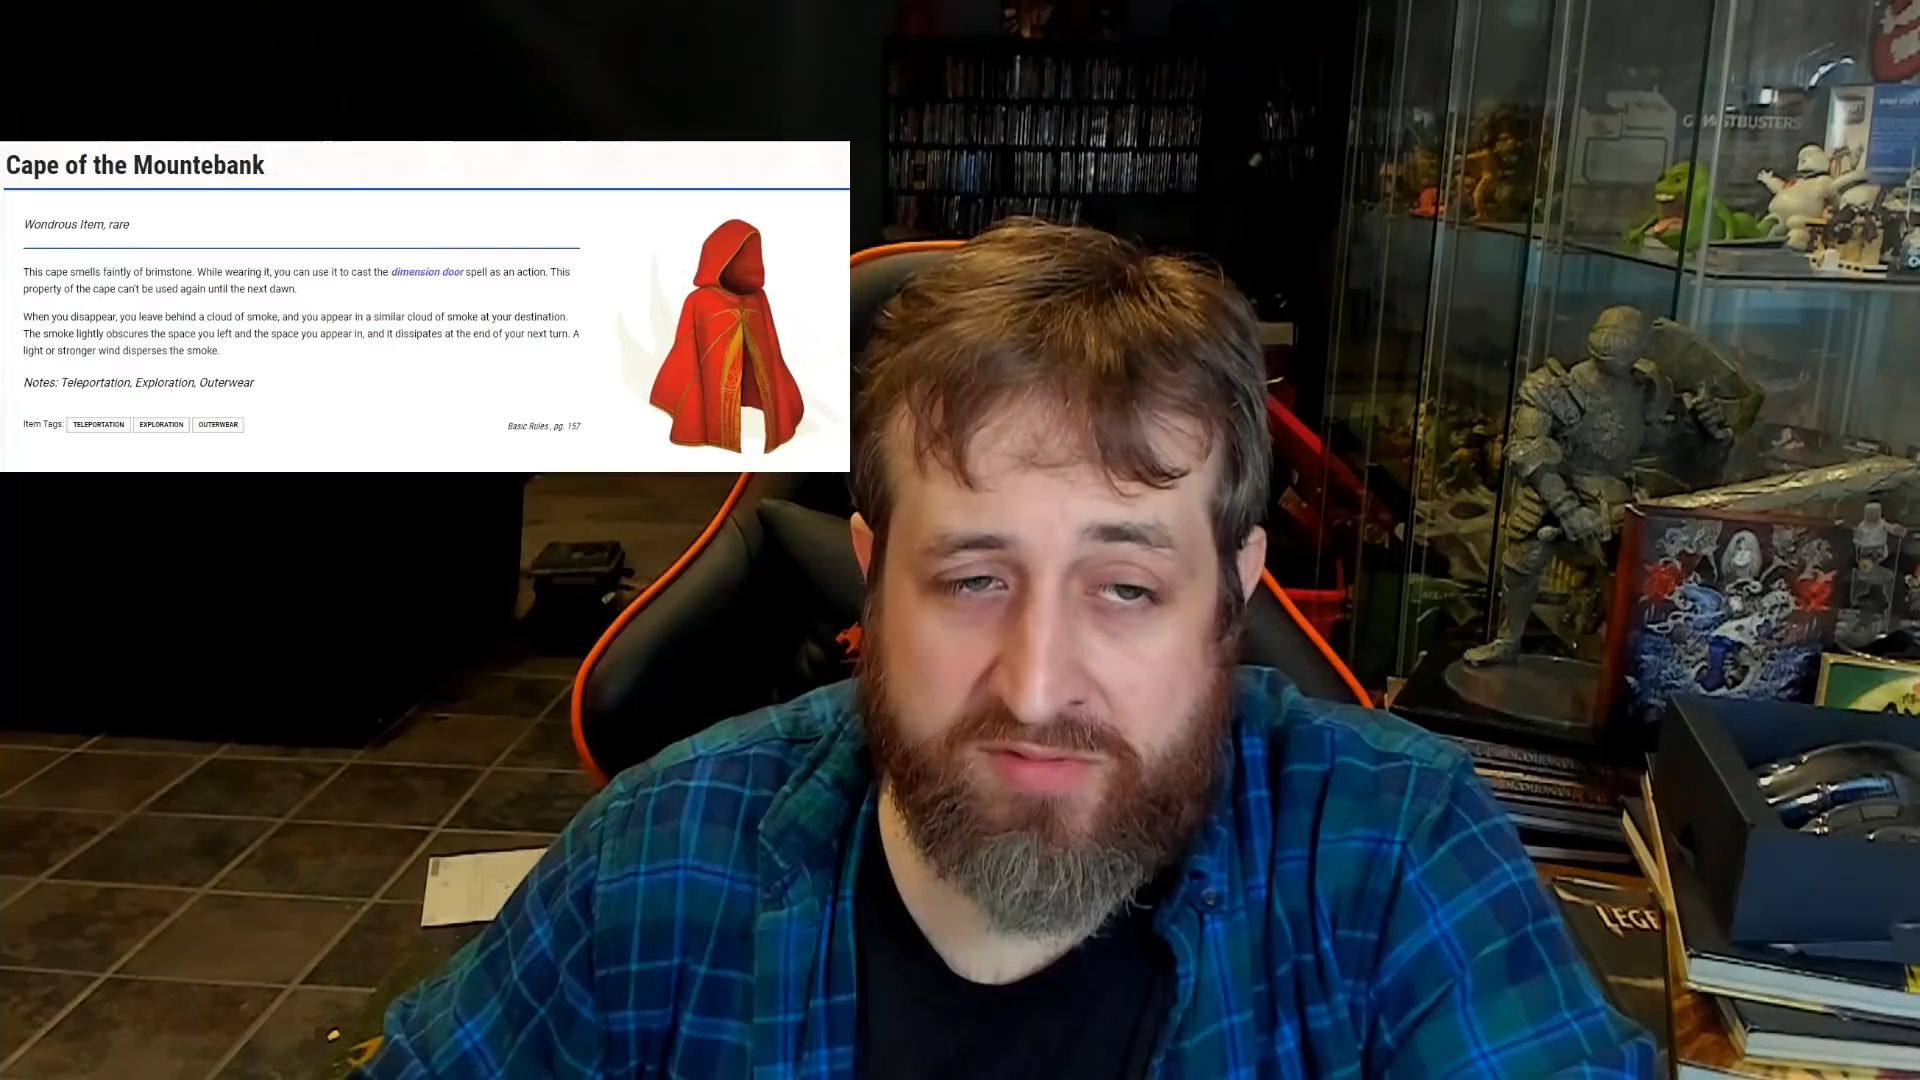 Cape of the Mountebank
Wondrous Item, rare
This cape smells faintly of brimstone. While wearing it, you can use it to cast the dimension door spell as an action. This
property of the cape can't be used again until the next dawn.
When you disappear, you leave behind a cloud of smoke, and you appear in a similar cloud of smoke at your destination.
The smoke lightly obscures the space you left and the space you appear in, and it dissipates at the end of your next turn. A
light or stronger wind disperses the smoke.
Notes: Teleportation, Exploration, Outerwear
Item Tags: TELEPORTATION EXPLORATION OUTERWEAR
Basic Rules, pg. 157
GHOSTBUSTERS